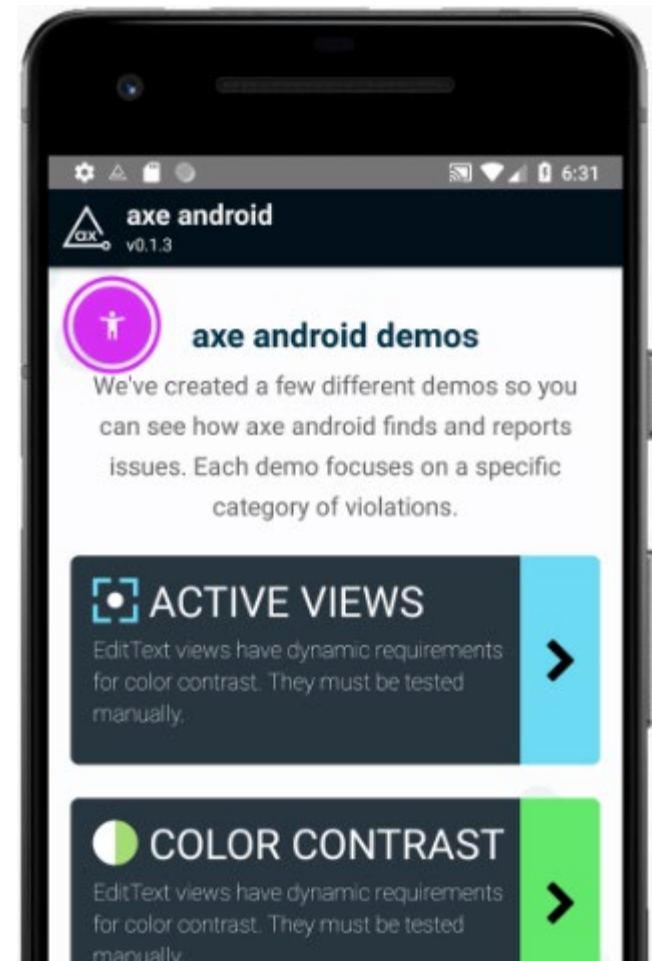 6:31
ax
axe android
v0.1.3
axe android demos
We've created a few different demos so you
can see how axe android finds and reports
issues. Each demo focuses on a specific
category of violations.
ACTIVE VIEWS
EditText views have dynamic requirements
for color contrast. They must be tested
manually.
COLOR CONTRAST
EditText views have dynamic requirements
for color contrast. They must be tested
manually.